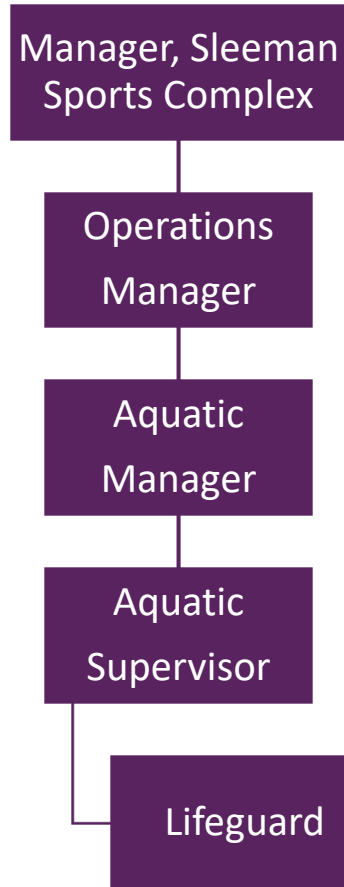 Manager, Sleeman
Sports Complex
Operations
Manager
Aquatic
Manager
Aquatic
Supervisor
Lifeguard